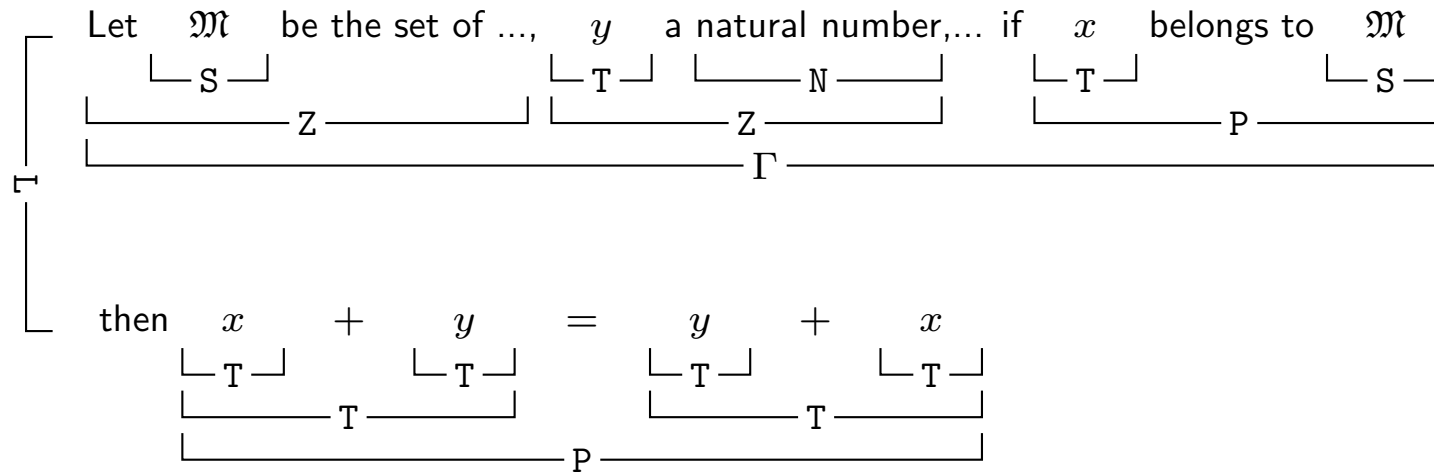 Let 𝔐 be the set of ..., y a natural number,... if x belongs to 𝔐
S T N T S
Z Z P
Γ
L
then x + y = y + x
T T T T
T T
P